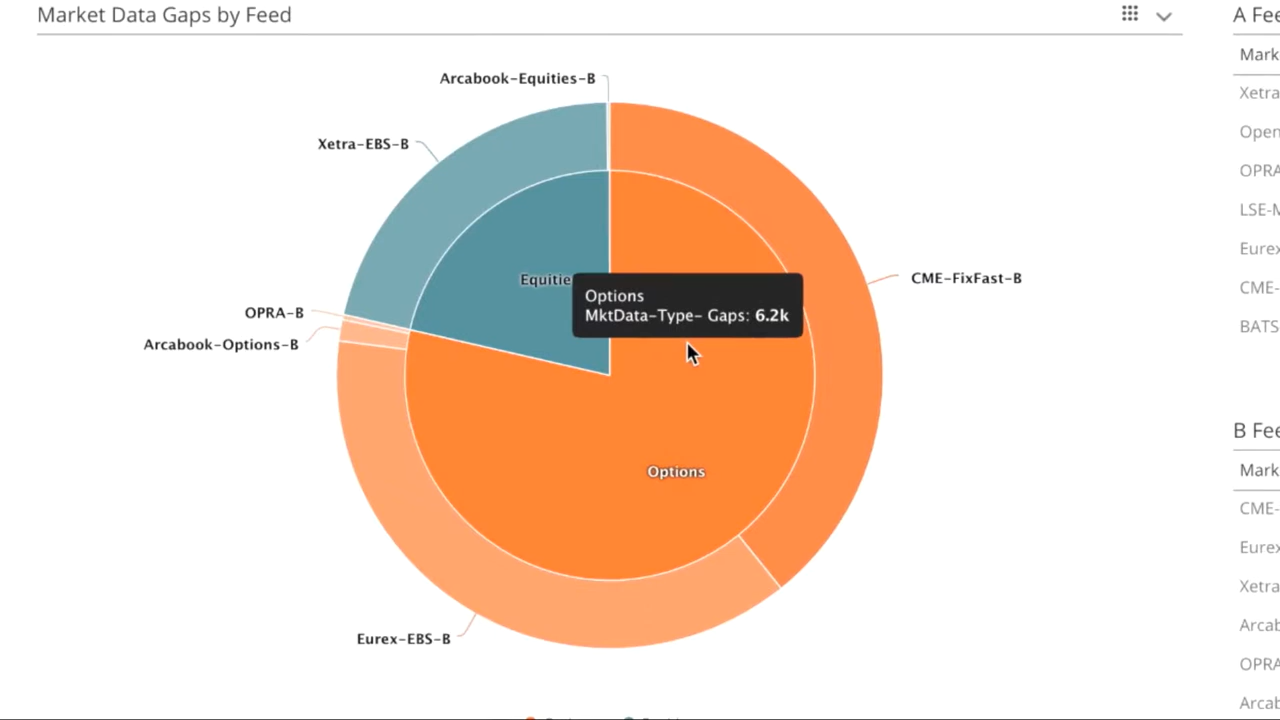 Market Data Gaps by Feed
Arcabook-Equities-B
Xetra-EBS-B
CME-FixFast-B
OPRA-B
Arcabook-Options-B
Eurex-EBS-B
Equitie
Options
MktData-Type- Gaps: 6.2k
Options
A Fee
Mark
Xetra
Open
OPRA
LSE-M
Eurex
CME-
BATS
B Fee
Mark
CME-
Eurex
Xetra
Arcab
OPRA
Arcab